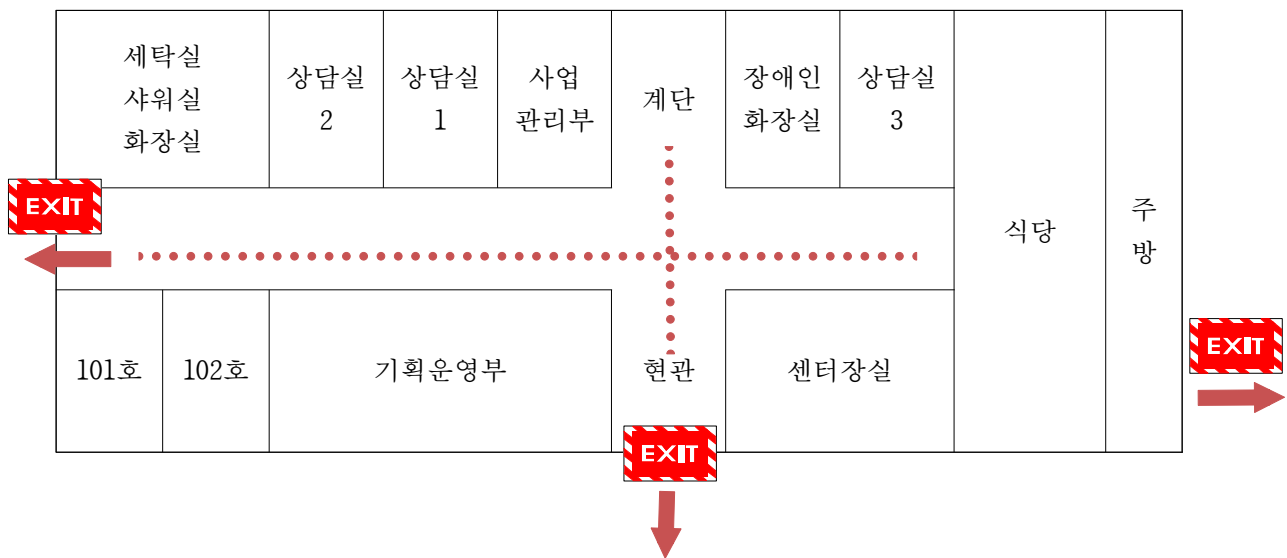 세탁실
샤워실
화장실
상담실
2
상담실
1
사업
관리부
계단
장애인
화장실
상담실
3
식당
주
방
EXIT
101호
102호
기획운영부
현관
센터장실
EXIT
EXIT